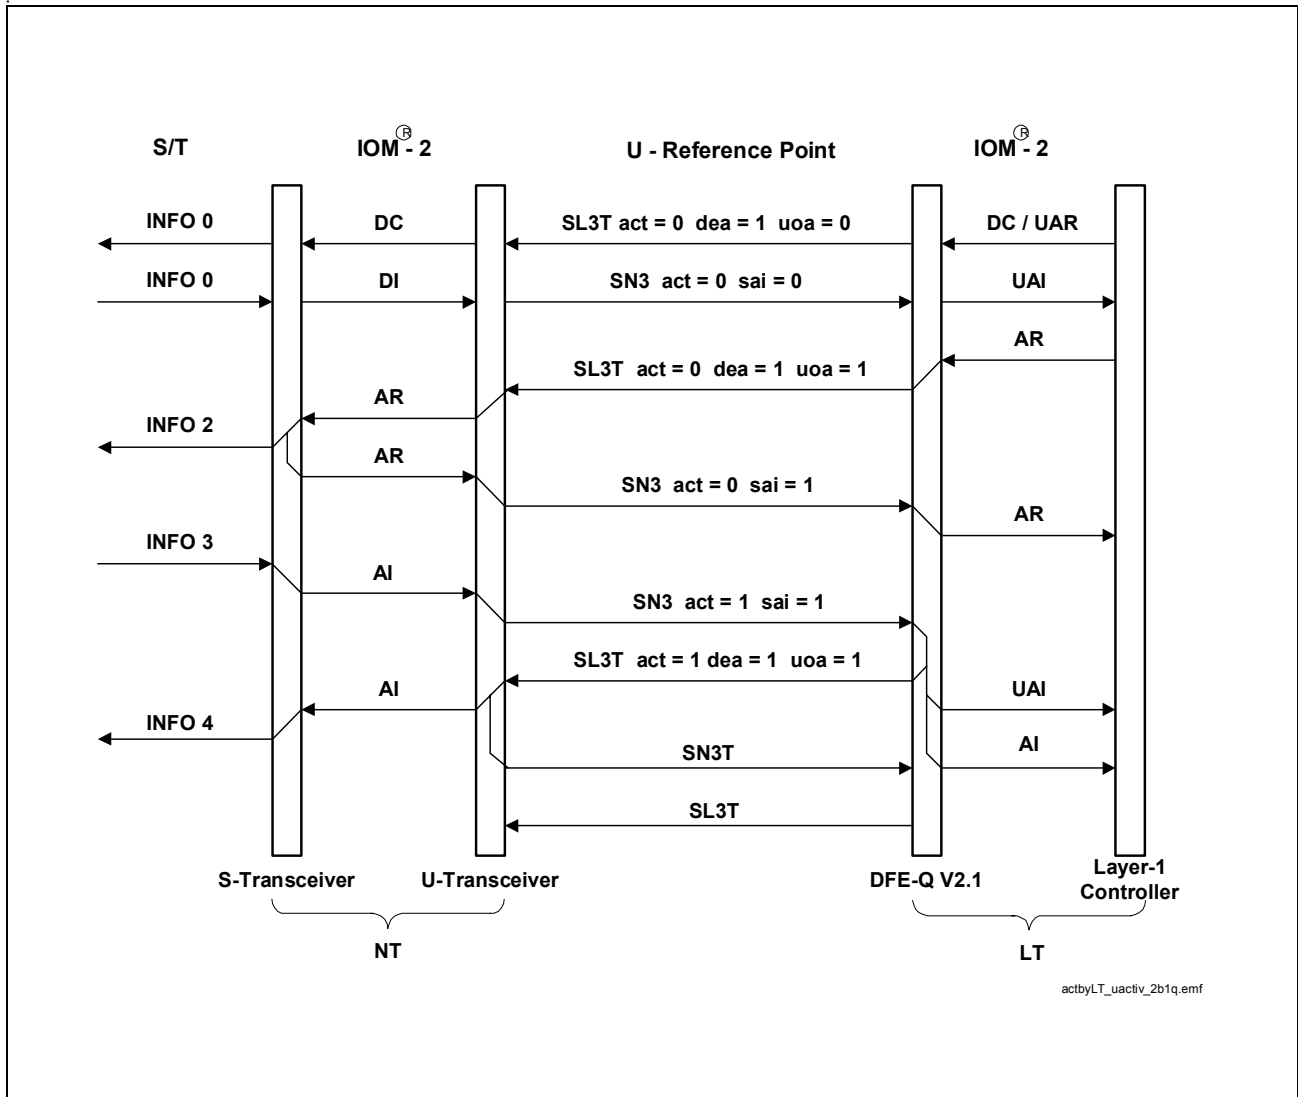 S/T IOM® - 2 U - Reference Point IOM® - 2
INFO 0 DC SL3T act = 0 dea = 1 uoa = 0 DC / UAR
INFO 0 DI SN3 act = 0 sai = 0 UAI
AR
SL3T act = 0 dea = 1 uoa = 1
AR
INFO 2
AR
SN3 act = 0 sai = 1
AR
INFO 3
AI
SN3 act = 1 sai = 1
SL3T act = 1 dea = 1 uoa = 1
AI UAI
INFO 4
SN3T AI
SL3T
S-Transceiver U-Transceiver DFE-Q V2.1 Layer-1
Controller
NT LT
actbyLT_uactiv_2b1q.emf